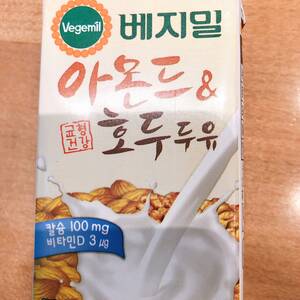 Vegemil
베지밀
아몬드&
균형
건강
호두 두유
칼슘 100 mg
비타민D 3 μg